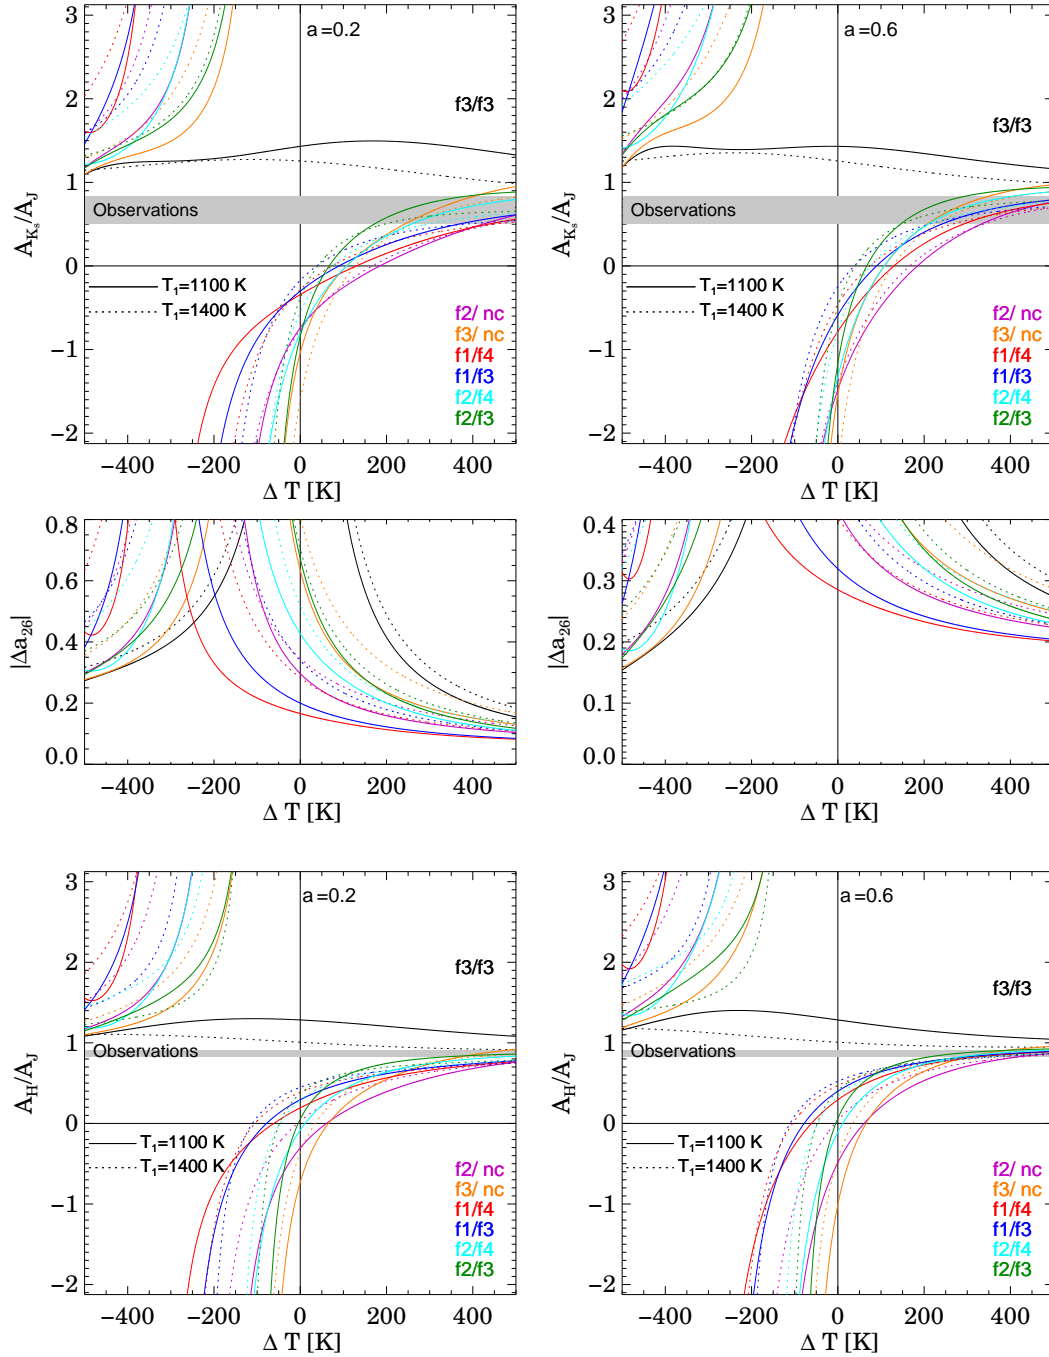 a=0.2
f3/f3
Observations
T₁=1100 K
T₁=1400 K
f2/ nc
f3/ nc
f1/f4
f1/f3
f2/f4
f2/f3
A_Ks/A_J
3
2
1
0
−1
−2
−400 −200 0 200 400
Δ T [K]
a=0.6
f3/f3
Observations
T₁=1100 K
T₁=1400 K
f2/ nc
f3/ nc
f1/f4
f1/f3
f2/f4
f2/f3
A_Ks/A_J
3
2
1
0
−1
−2
−400 −200 0 200 400
Δ T [K]
|Δa₂₆|
0.8
0.6
0.4
0.2
0.0
−400 −200 0 200 400
Δ T [K]
|Δa₂₆|
0.4
0.3
0.2
0.1
0.0
−400 −200 0 200 400
Δ T [K]
a=0.2
f3/f3
Observations
T₁=1100 K
T₁=1400 K
f2/ nc
f3/ nc
f1/f4
f1/f3
f2/f4
f2/f3
A_H/A_J
3
2
1
0
−1
−2
−400 −200 0 200 400
Δ T [K]
a=0.6
f3/f3
Observations
T₁=1100 K
T₁=1400 K
f2/ nc
f3/ nc
f1/f4
f1/f3
f2/f4
f2/f3
A_H/A_J
3
2
1
0
−1
−2
−400 −200 0 200 400
Δ T [K]